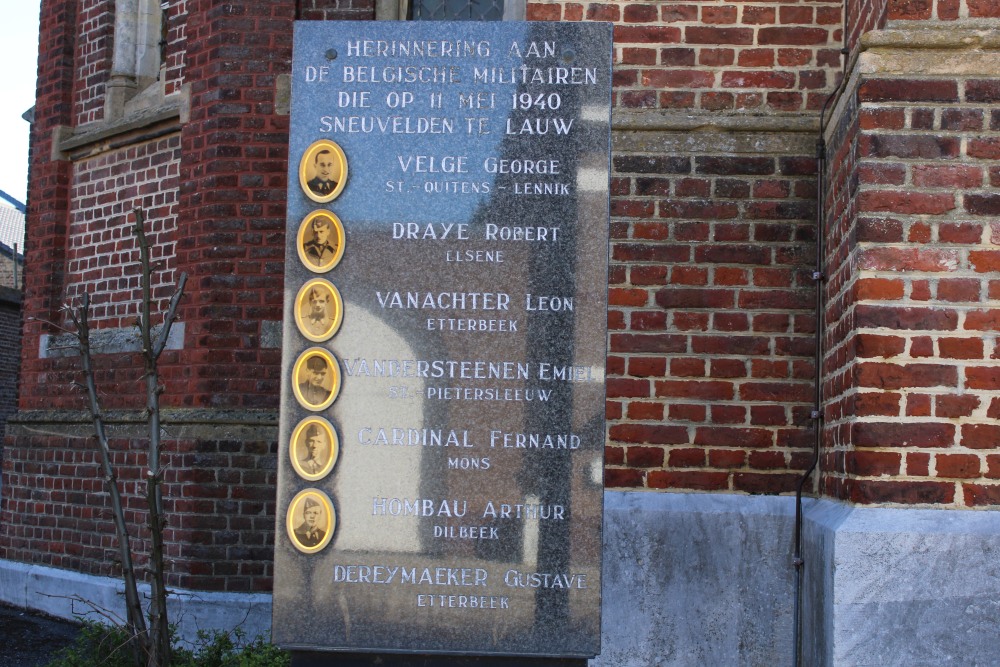 HERINNERING AAN
DE BELGISCHE MILITAIREN
DIE OP 11 MEI 1940
SNEUVELDEN TE LAUW
VELGE GEORGE
ST.-QUITENS-LENNIK
DRAYE ROBERT
ELSENE
VANACHTER LEON
ETTERBEEK
VANDERSTEENEN EMIEL
ST.-PIETERSLEEUW
CARDINAL FERNAND
MONS
HOMBAU ARTHUR
DILBEEK
DEREYMAEKER GUSTAVE
ETTERBEEK